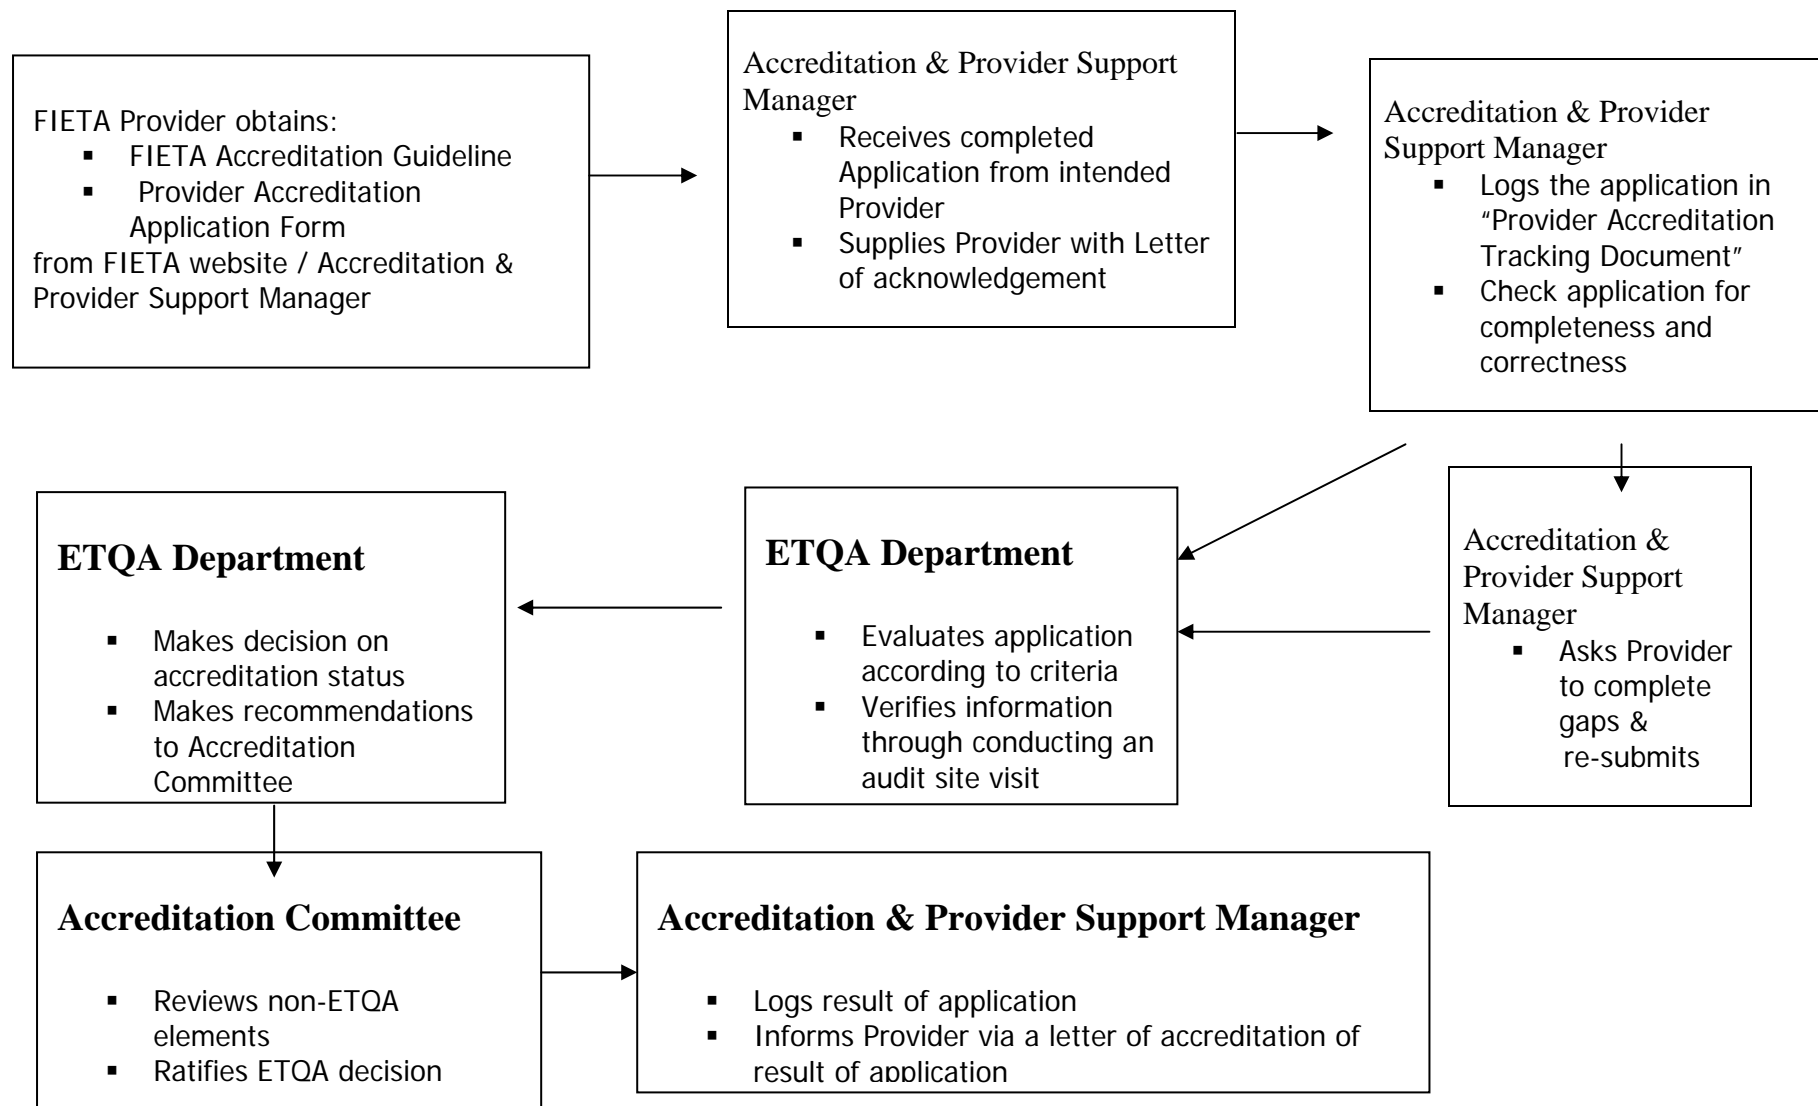 FIETA Provider obtains:
▪ FIETA Accreditation Guideline
▪ Provider Accreditation
Application Form
from FIETA website / Accreditation &
Provider Support Manager
Accreditation & Provider Support
Manager
▪ Receives completed
Application from intended
Provider
▪ Supplies Provider with Letter
of acknowledgement
Accreditation & Provider
Support Manager
▪ Logs the application in
“Provider Accreditation
Tracking Document”
▪ Check application for
completeness and
correctness
Accreditation &
Provider Support
Manager
▪ Asks Provider
to complete
gaps &
re-submits
ETQA Department
▪ Evaluates application
according to criteria
▪ Verifies information
through conducting an
audit site visit
ETQA Department
▪ Makes decision on
accreditation status
▪ Makes recommendations
to Accreditation
Committee
Accreditation Committee
▪ Reviews non-ETQA
elements
▪ Ratifies ETQA decision
Accreditation & Provider Support Manager
▪ Logs result of application
▪ Informs Provider via a letter of accreditation of
result of application